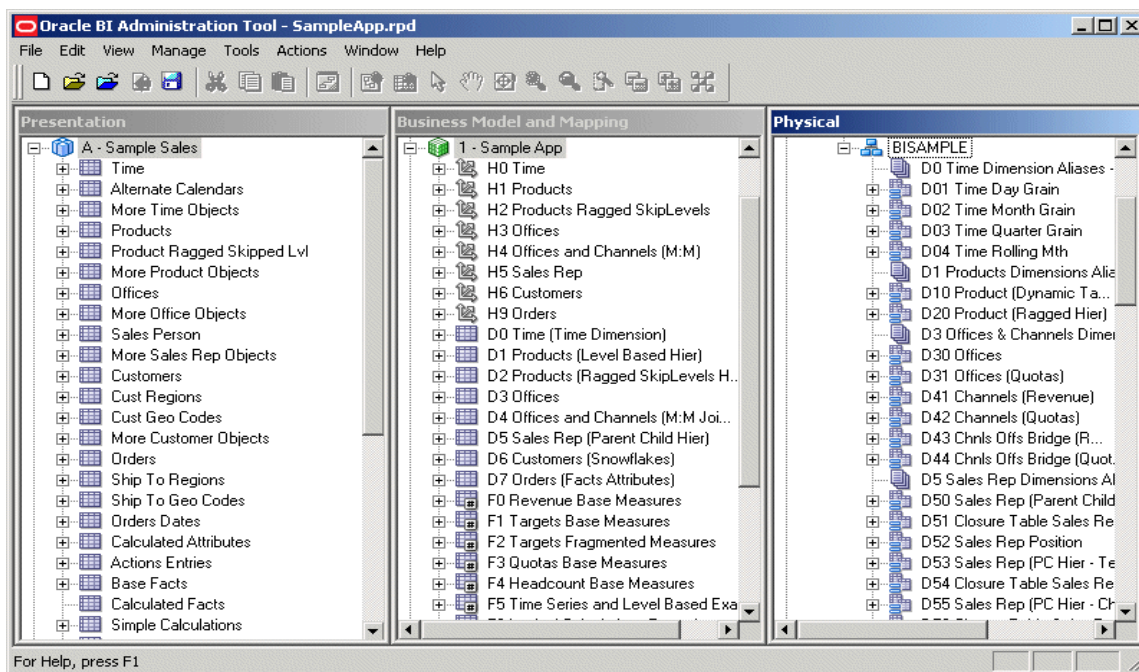 Oracle BI Administration Tool - SampleApp.rpd
File Edit View Manage Tools Actions Window Help
Presentation
A - Sample Sales
Time
Alternate Calendars
More Time Objects
Products
Product Ragged Skipped Lvl
More Product Objects
Offices
More Office Objects
Sales Person
More Sales Rep Objects
Customers
Cust Regions
Cust Geo Codes
More Customer Objects
Orders
Ship To Regions
Ship To Geo Codes
Orders Dates
Calculated Attributes
Actions Entries
Base Facts
Calculated Facts
Simple Calculations
Business Model and Mapping
1 - Sample App
H0 Time
H1 Products
H2 Products Ragged SkipLevels
H3 Offices
H4 Offices and Channels (M:M)
H5 Sales Rep
H6 Customers
H9 Orders
D0 Time (Time Dimension)
D1 Products (Level Based Hier)
D2 Products (Ragged SkipLevels H...
D3 Offices
D4 Offices and Channels (M:M Joi...
D5 Sales Rep (Parent Child Hier)
D6 Customers (Snowflakes)
D7 Orders (Facts Attributes)
F0 Revenue Base Measures
F1 Targets Base Measures
F2 Targets Fragmented Measures
F3 Quotas Base Measures
F4 Headcount Base Measures
F5 Time Series and Level Based Exa
Physical
BISAMPLE
D0 Time Dimension Aliases -
D01 Time Day Grain
D02 Time Month Grain
D03 Time Quarter Grain
D04 Time Rolling Mth
D1 Products Dimensions Alia
D10 Product (Dynamic Ta...
D20 Product (Ragged Hier)
D3 Offices & Channels Dimer
D30 Offices
D31 Offices (Quotas)
D41 Channels (Revenue)
D42 Channels (Quotas)
D43 Chnls Offs Bridge (R...
D44 Chnls Offs Bridge (Quot.
D5 Sales Rep Dimensions Al
D50 Sales Rep (Parent Child
D51 Closure Table Sales Re
D52 Sales Rep Position
D53 Sales Rep (PC Hier - Te
D54 Closure Table Sales Re
D55 Sales Rep (PC Hier - Ch
For Help, press F1